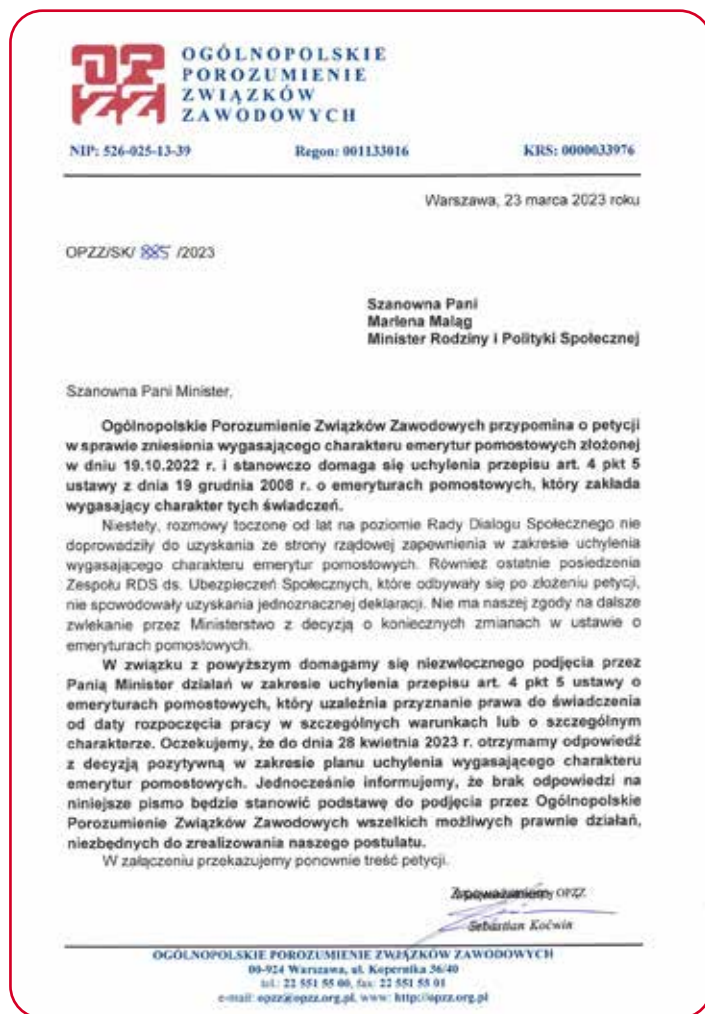 OPZZ
OGÓLNOPOLSKIE
POROZUMIENIE
ZWIĄZKÓW
ZAWODOWYCH
NIP: 526-025-13-39 Regon: 001133016 KRS: 0000033976
Warszawa, 23 marca 2023 roku
OPZZ/SK/ 885 /2023
Szanowna Pani
Marlena Maląg
Minister Rodziny i Polityki Społecznej
Szanowna Pani Minister,
Ogólnopolskie Porozumienie Związków Zawodowych przypomina o petycji
w sprawie zniesienia wygasającego charakteru emerytur pomostowych złożonej
w dniu 19.10.2022 r. i stanowczo domaga się uchylenia przepisu art. 4 pkt 5
ustawy z dnia 19 grudnia 2008 r. o emeryturach pomostowych, który zakłada
wygasający charakter tych świadczeń.
Niestety, rozmowy toczone od lat na poziomie Rady Dialogu Społecznego nie
doprowadziły do uzyskania ze strony rządowej zapewnienia w zakresie uchylenia
wygasającego charakteru emerytur pomostowych. Również ostatnie posiedzenia
Zespołu RDS ds. Ubezpieczeń Społecznych, które odbywały się po złożeniu petycji,
nie spowodowały uzyskania jednoznacznej deklaracji. Nie ma naszej zgody na dalsze
zwlekanie przez Ministerstwo z decyzją o koniecznych zmianach w ustawie o
emeryturach pomostowych.
W związku z powyższym domagamy się niezwłocznego podjęcia przez
Panią Minister działań w zakresie uchylenia przepisu art. 4 pkt 5 ustawy o
emeryturach pomostowych, który uzależnia przyznanie prawa do świadczenia
od daty rozpoczęcia pracy w szczególnych warunkach lub o szczególnym
charakterze. Oczekujemy, że do dnia 28 kwietnia 2023 r. otrzymamy odpowiedź
z decyzją pozytywną w zakresie planu uchylenia wygasającego charakteru
emerytur pomostowych. Jednocześnie informujemy, że brak odpowiedzi na
niniejsze pismo będzie stanowić podstawę do podjęcia przez Ogólnopolskie
Porozumienie Związków Zawodowych wszelkich możliwych prawnie działań,
niezbędnych do zrealizowania naszego postulatu.
W załączeniu przekazujemy ponownie treść petycji.
OPZZ
Sebastian Koćwin
OGÓLNOPOLSKIE POROZUMIENIE ZWIĄZKÓW ZAWODOWYCH
00-924 Warszawa, ul. Kopernika 36/40
tel.: 22 551 55 00, fax: 22 551 55 01
e-mail: opzz@opzz.org.pl, www: http://opzz.org.pl